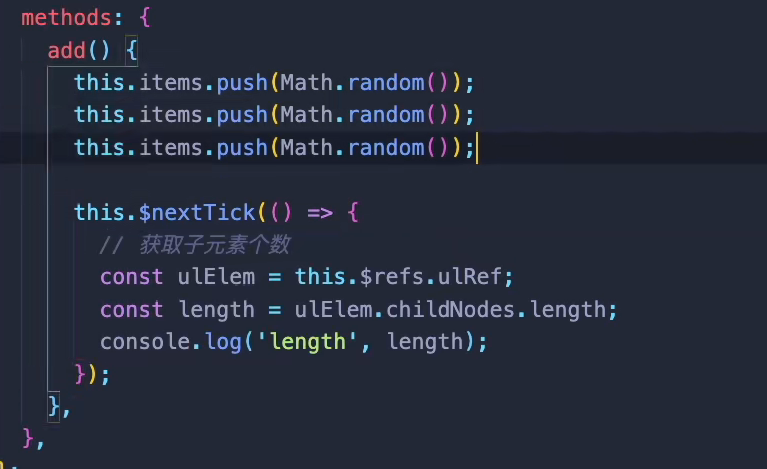 methods: {
add() {
this.items.push(Math.random());
this.items.push(Math.random());
this.items.push(Math.random());
this.$nextTick(() => {
// 获取子元素个数
const ulElem = this.$refs.ulRef;
const length = ulElem.childNodes.length;
console.log('length', length);
});
},
},